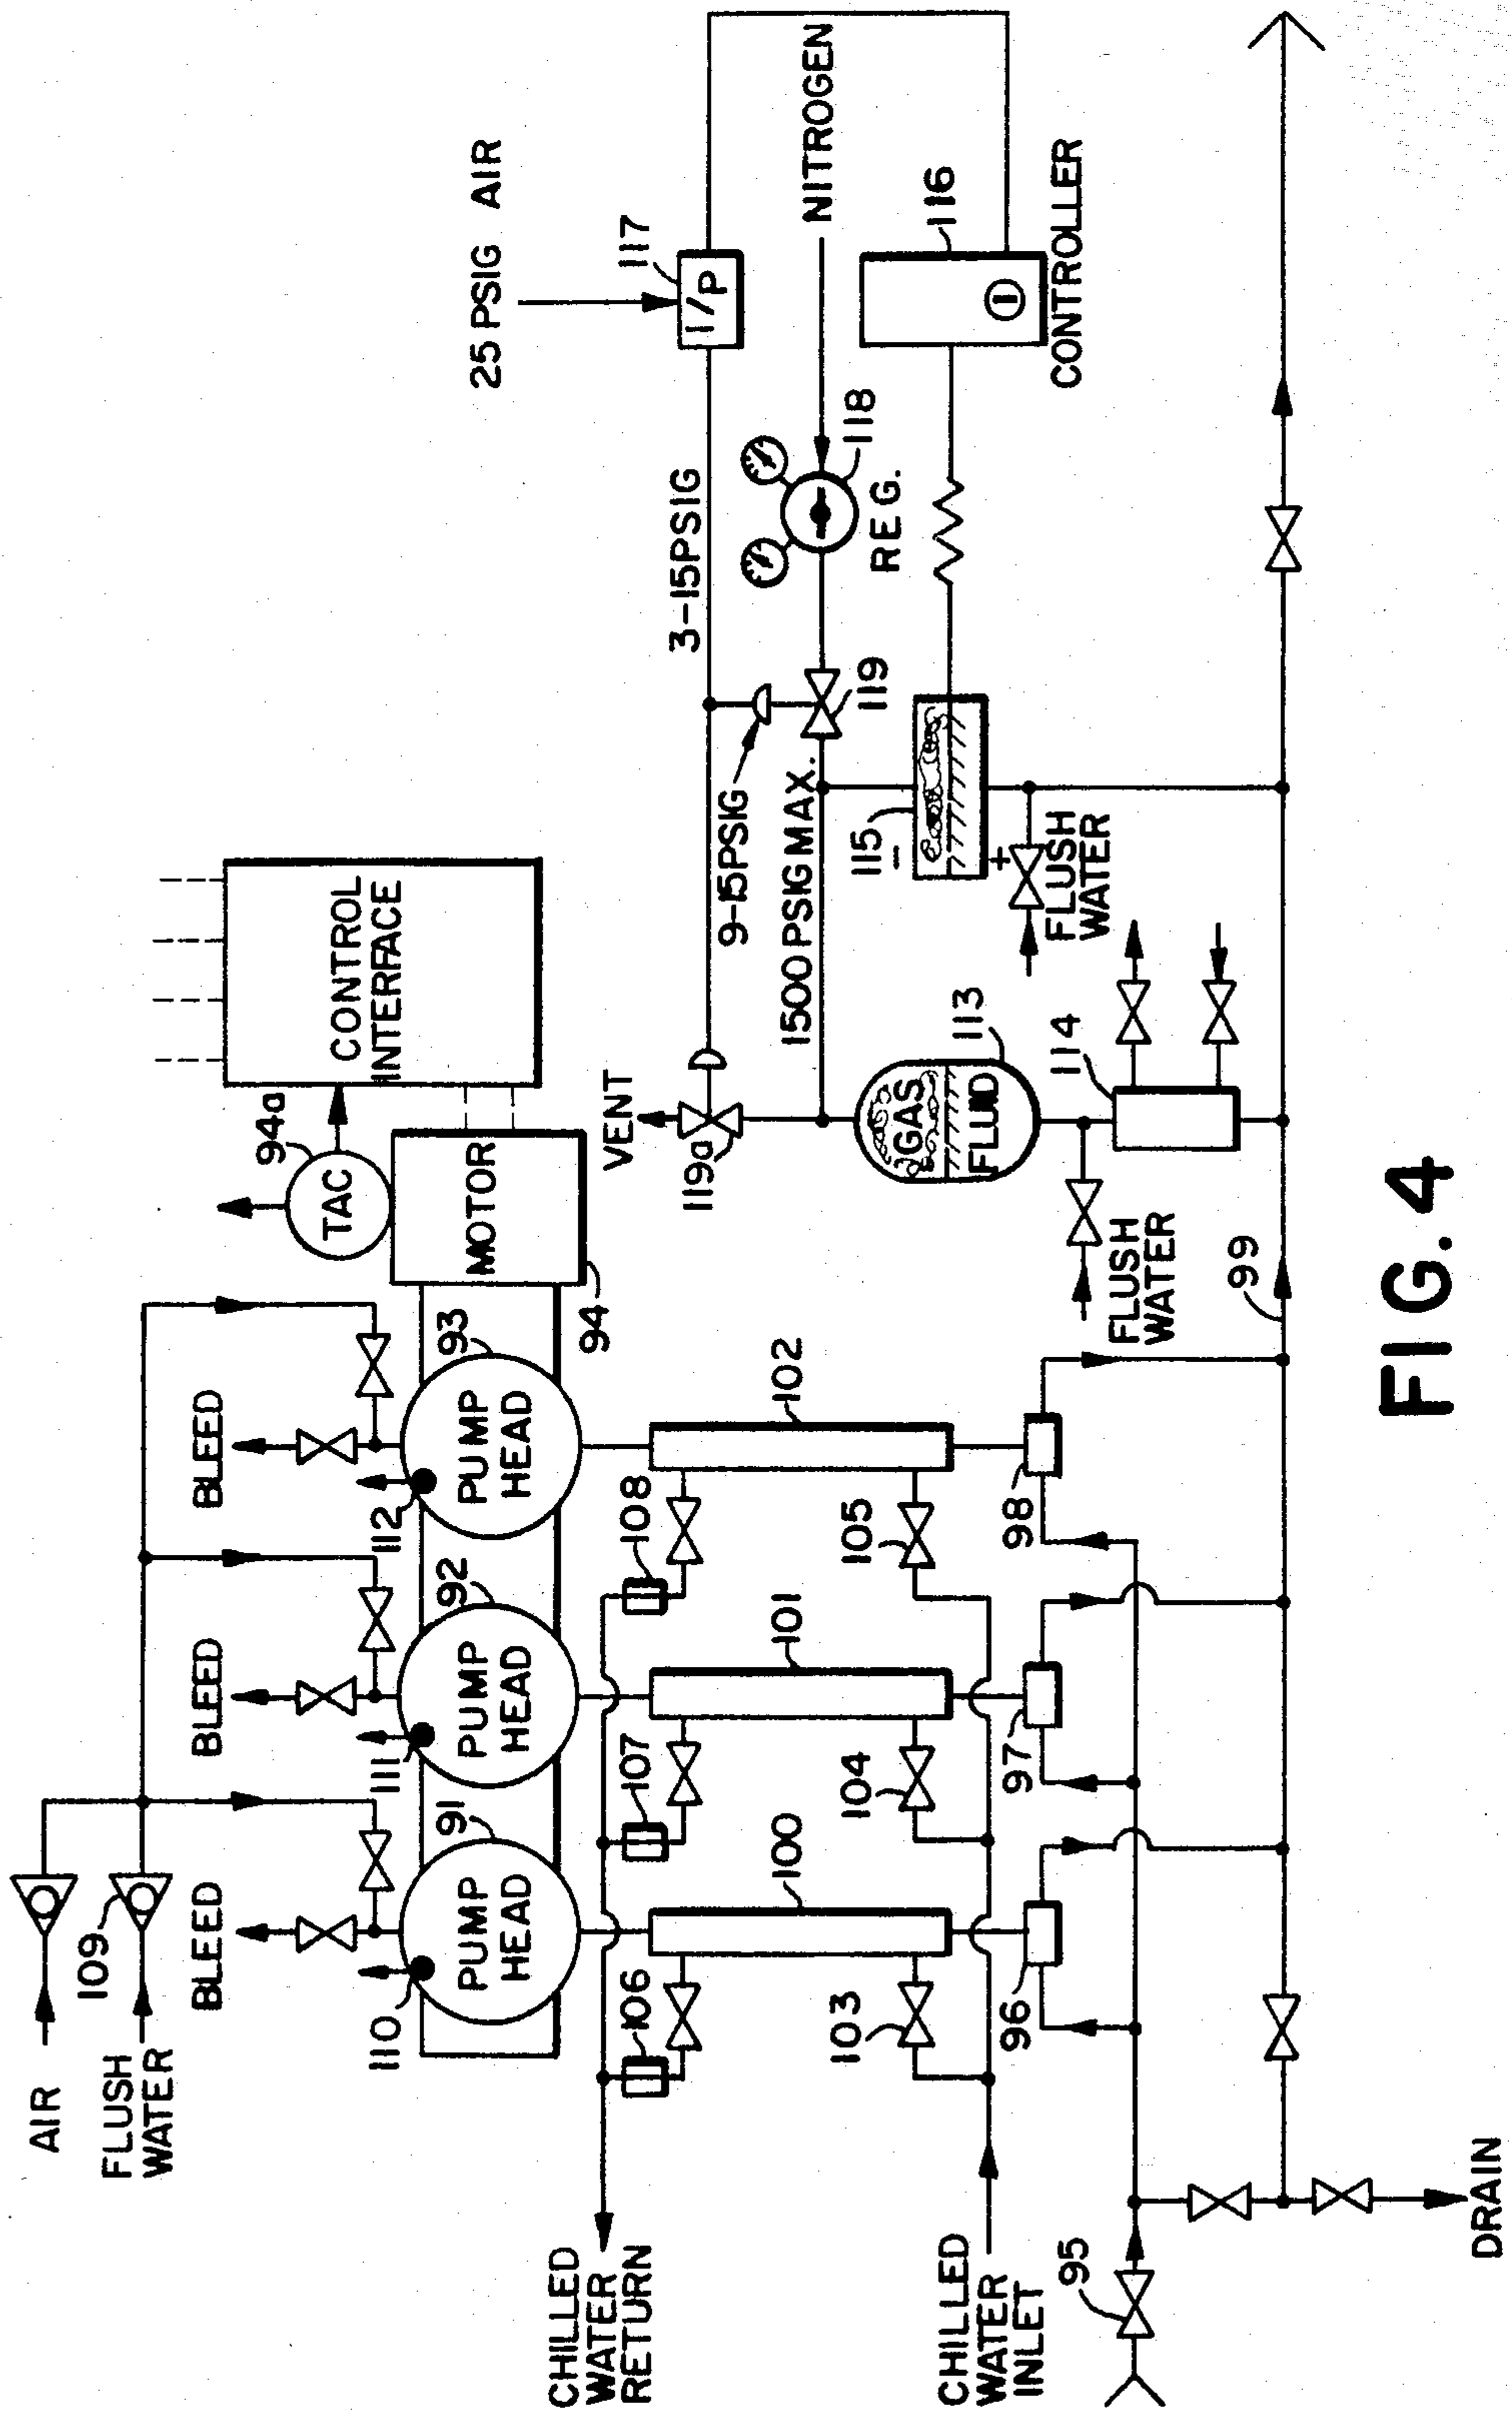 AIR
109
FLUSH
WATER
BLEED
BLEED
BLEED
110
111
112
PUMP
HEAD
91
PUMP
HEAD
92
PUMP
HEAD
93
MOTOR
94
TAC
94a
CONTROL
INTERFACE
25 PSIG AIR
117
I/P
3-15PSIG
9-15PSIG
VENT
119a
1500 PSIG MAX.
119
REG.
118
NITROGEN
116
CONTROLLER
115
-
+
FLUSH
WATER
GAS
FLUID
113
114
FLUSH
WATER
CHILLED
WATER
RETURN
106
107
108
100
101
102
103
104
105
CHILLED
WATER
INLET
96
97
98
95
99
DRAIN
FIG. 4